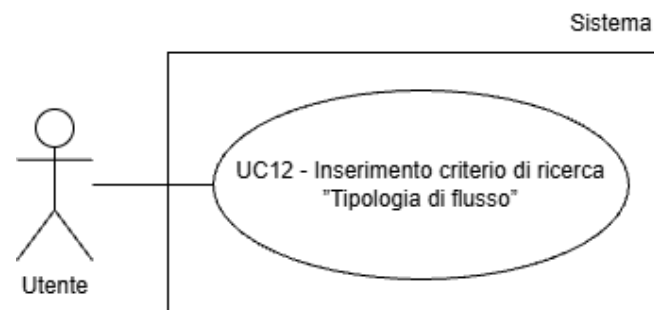 Sistema
UC12 - Inserimento criterio di ricerca
"Tipologia di flusso"
Utente